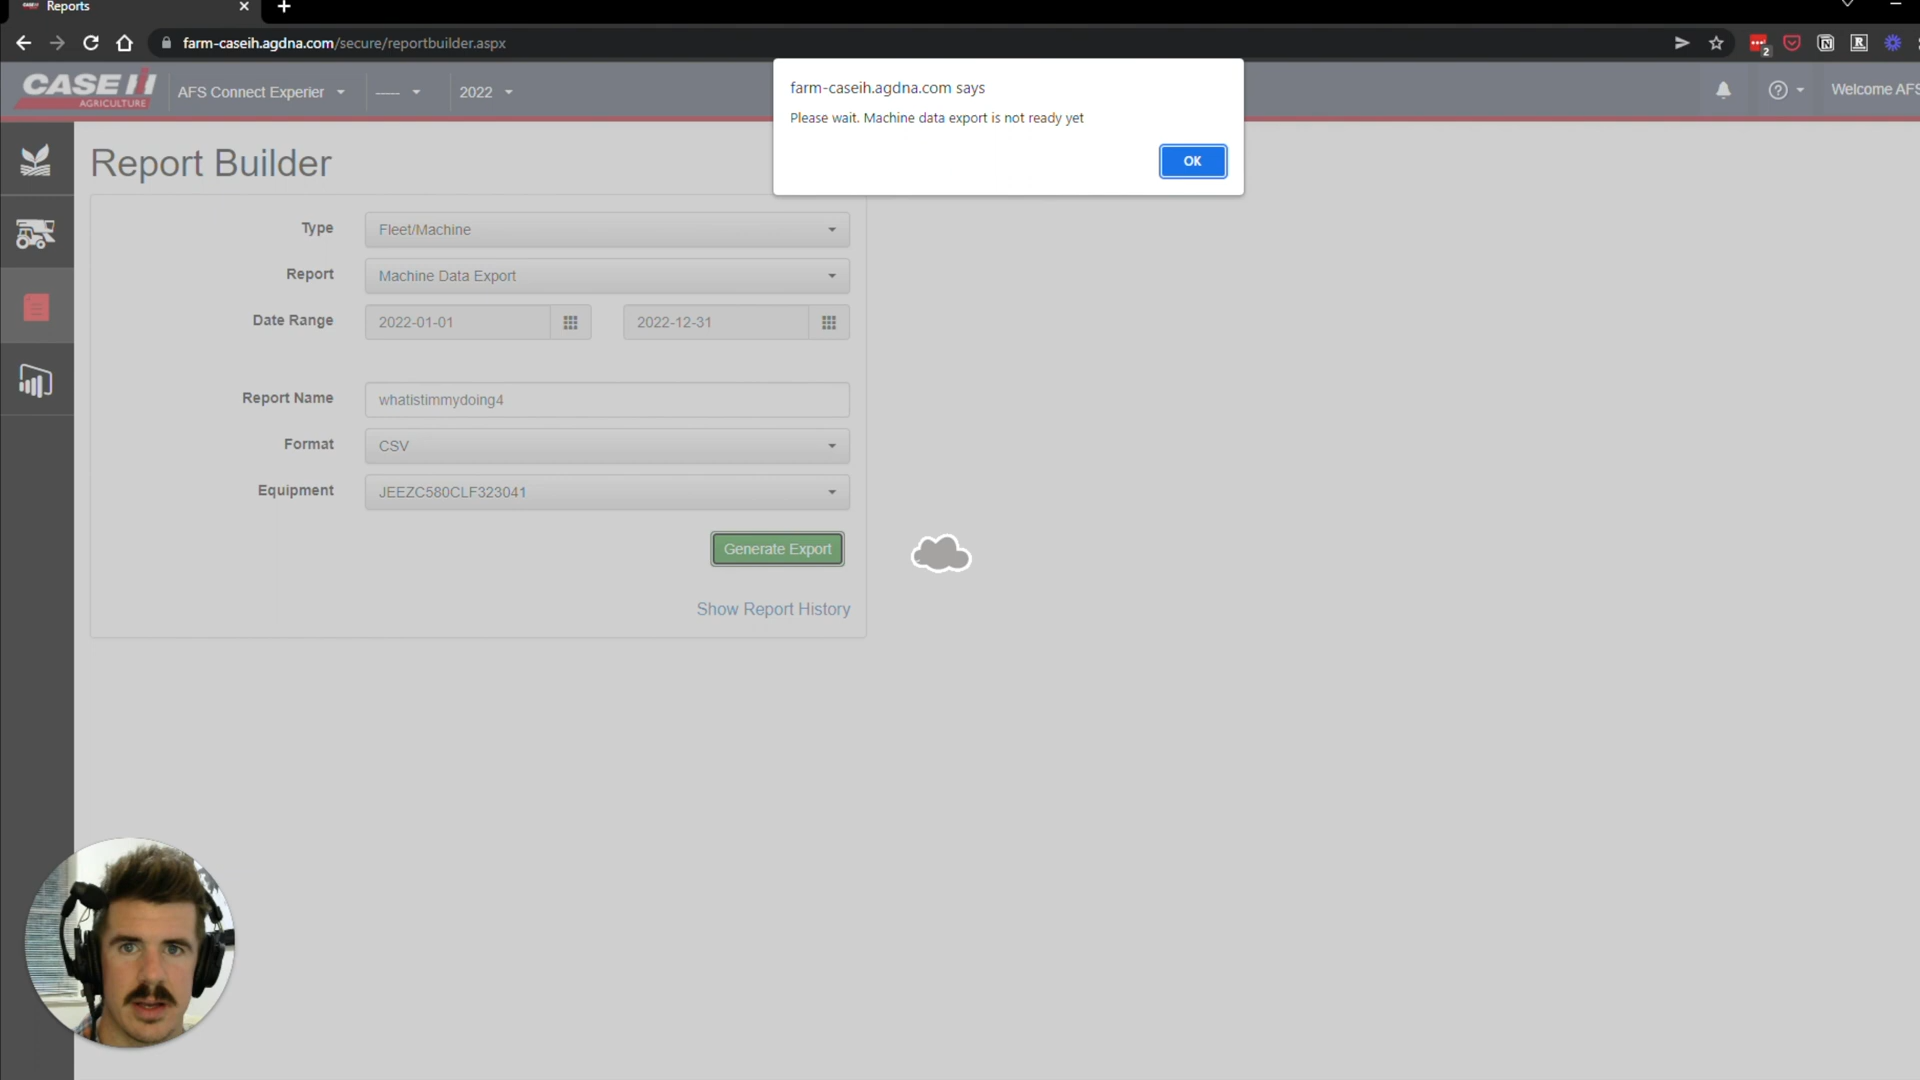 Reports
farm-caseih.agdna.com/secure/reportbuilder.aspx
2
CASE IH
AGRICULTURE
AFS Connect Experier
-----
2022
Welcome AFS
farm-caseih.agdna.com says
Please wait. Machine data export is not ready yet
OK
Report Builder
Type
Fleet/Machine
Report
Machine Data Export
Date Range
2022-01-01
2022-12-31
Report Name
whatistimmydoing4
Format
CSV
Equipment
JEEZC580CLF323041
Generate Export
Show Report History